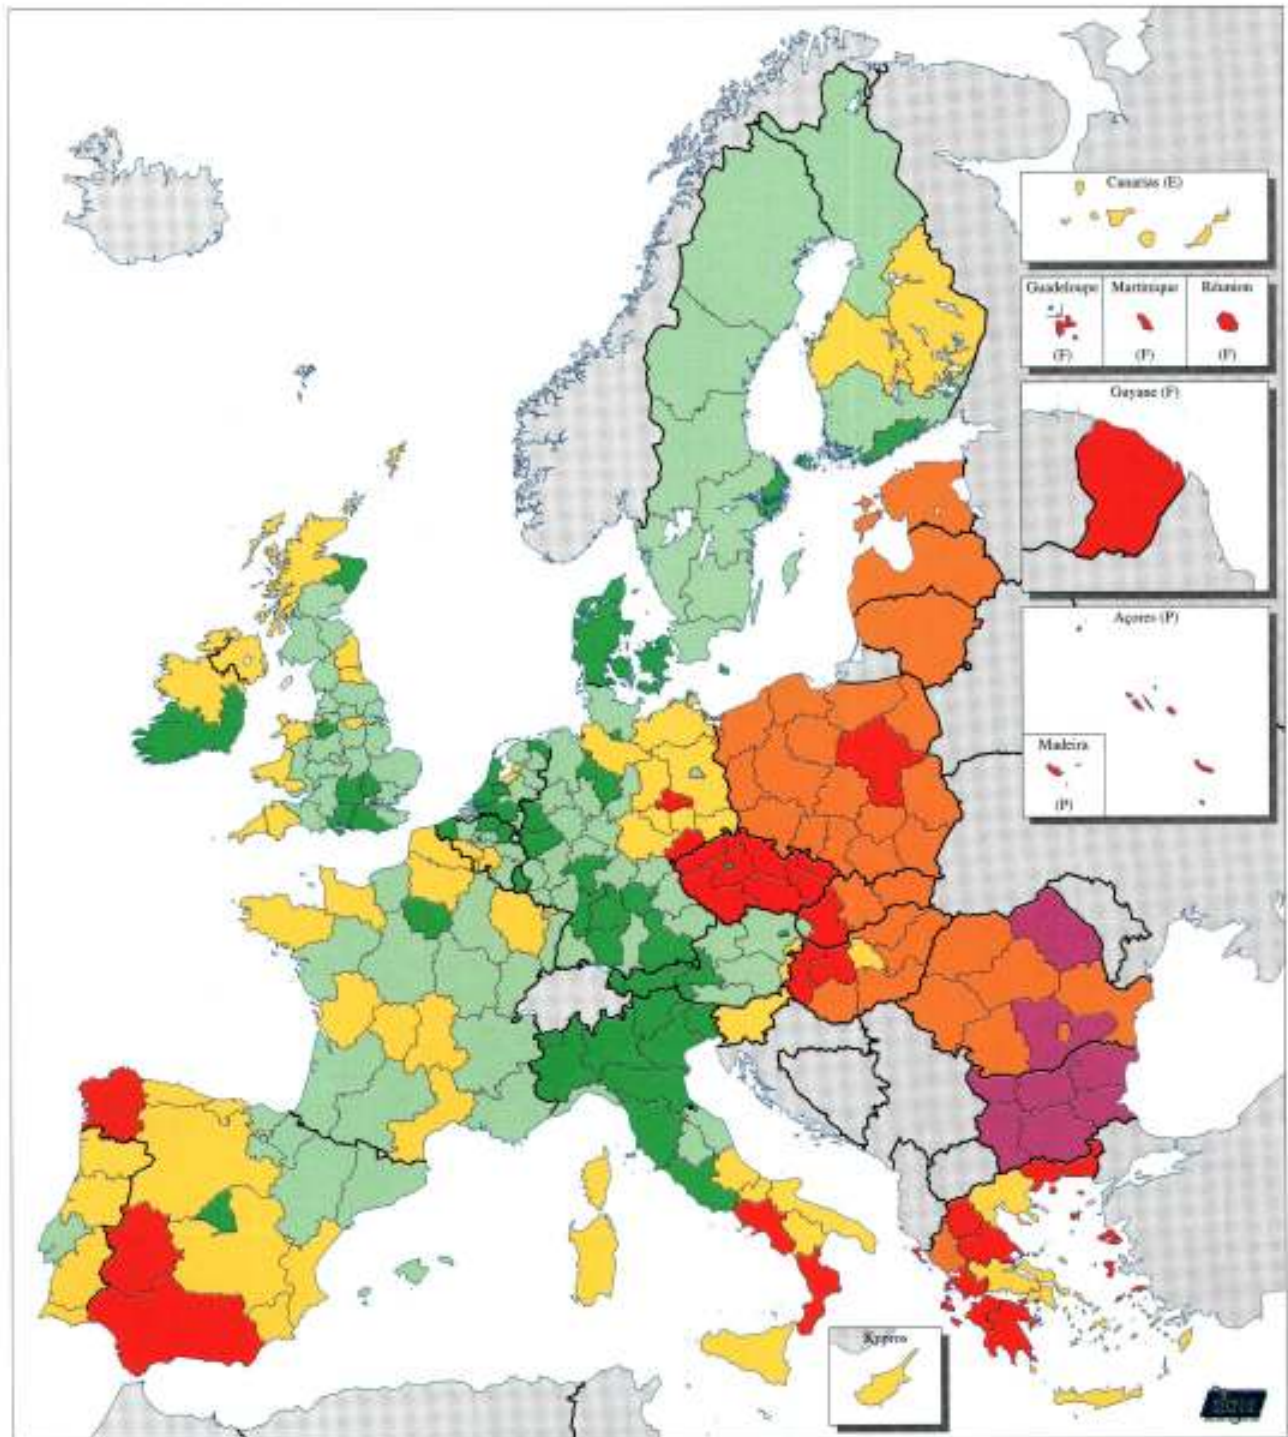 Canarias (E)
Guadeloupe
Martinique
Réunion
(F)
(F)
(F)
Guyane (F)
Açores (P)
Madeira
(P)
Kypros